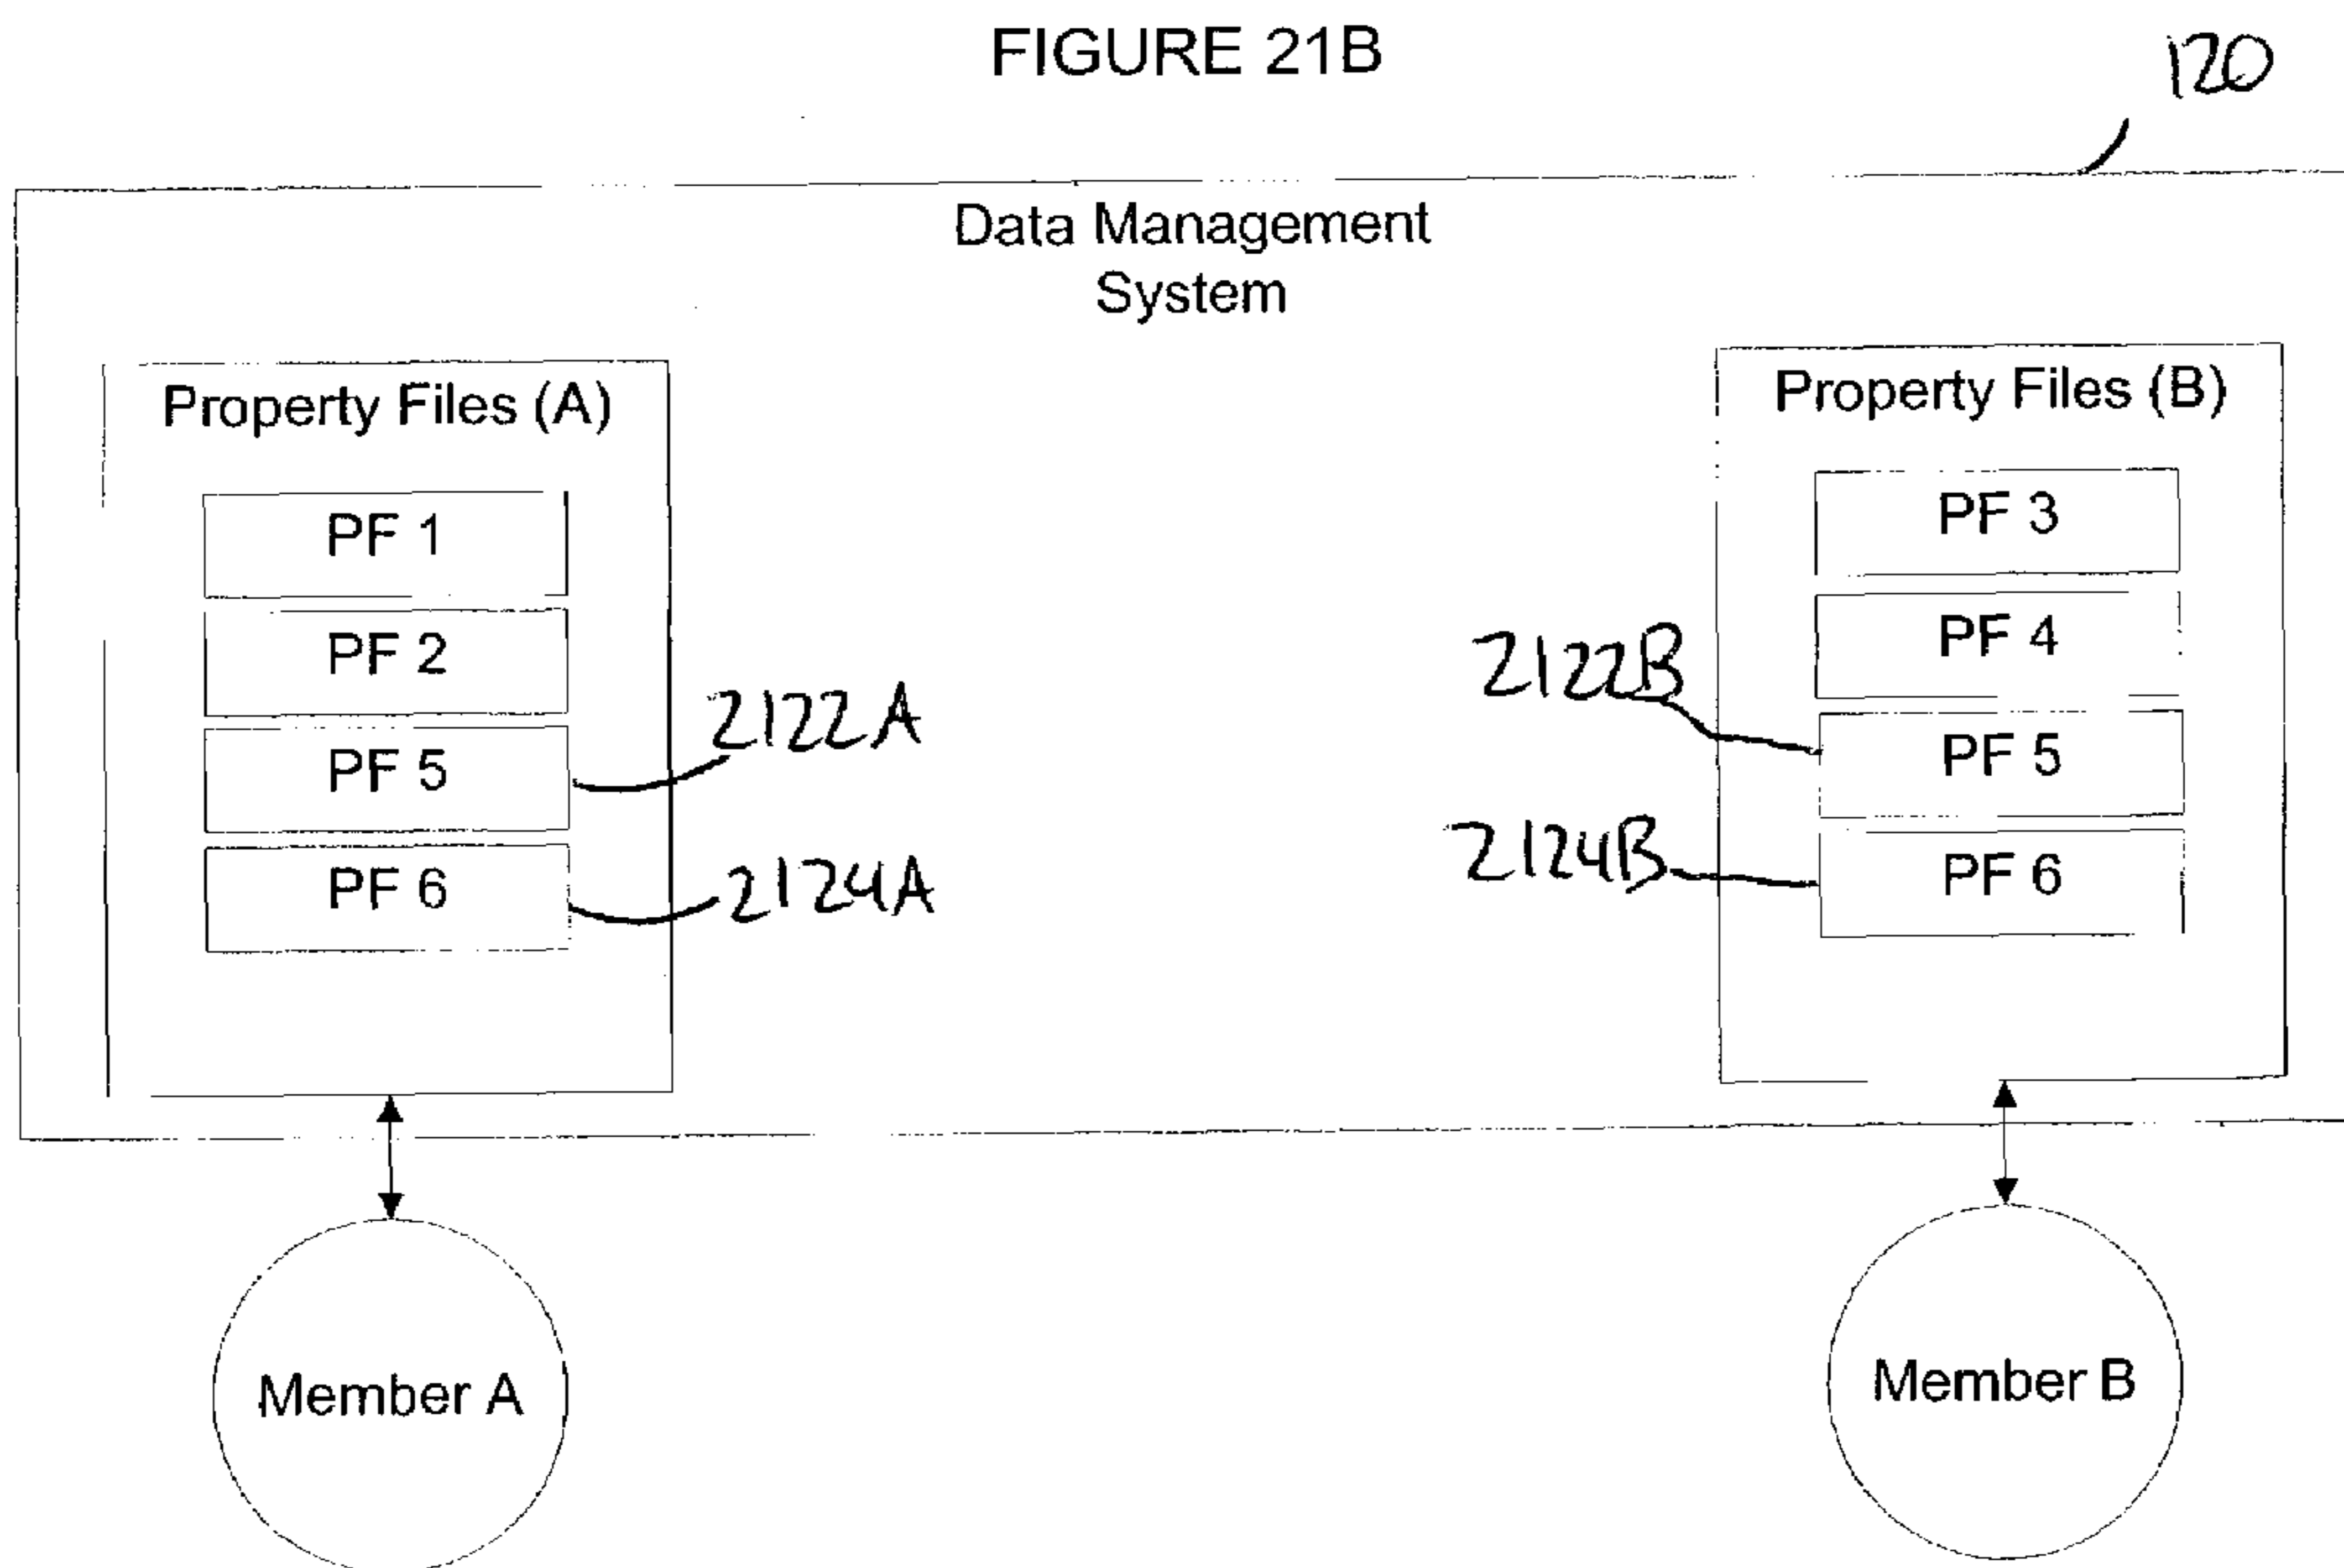 FIGURE 21B
120
Data Management
System
Property Files (A)
PF 1
PF 2
PF 5
PF 6
2122A
2124A
Property Files (B)
PF 3
PF 4
PF 5
PF 6
2122B
2124B
Member A
Member B